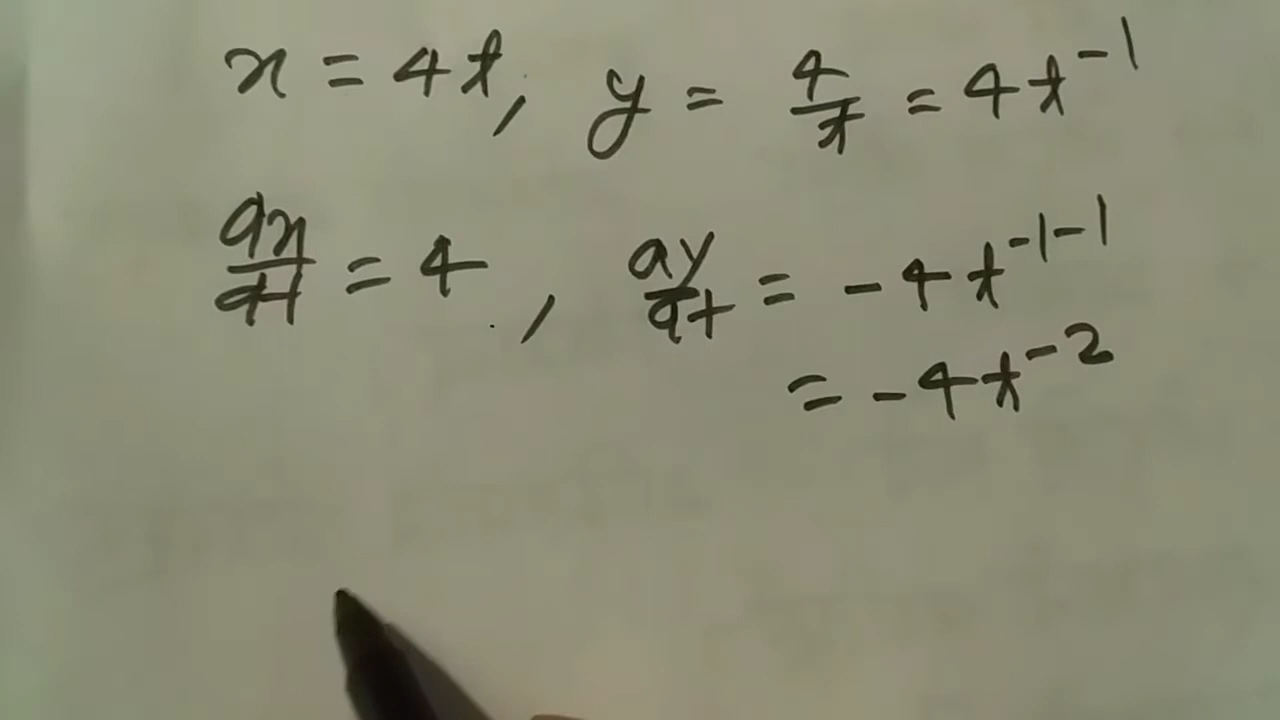 x = 4t, y = 4/t = 4t^-1
dx/dt = 4, dy/dt = -4t^-1-1
= -4t^-2